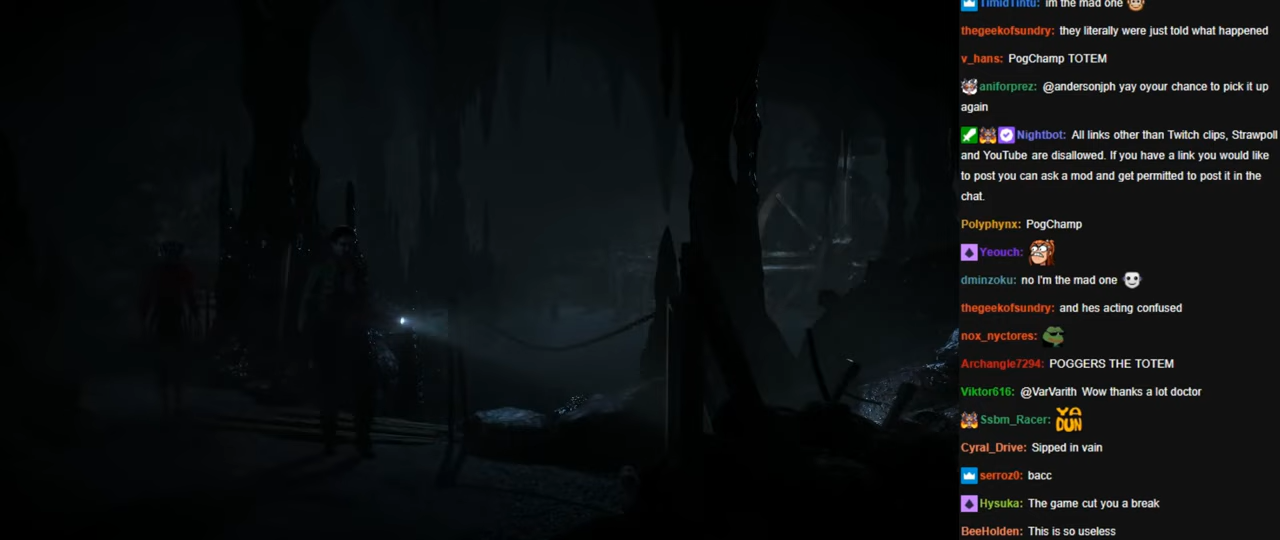 TimidTintu: im the mad one
thegeekofsundry: they literally were just told what happened
v_hans: PogChamp TOTEM
aniforprez: @andersonjph yay oyour chance to pick it up
again
Nightbot: All links other than Twitch clips, Strawpoll
and YouTube are disallowed. If you have a link you would like
to post you can ask a mod and get permitted to post it in the
chat.
Polyphynx: PogChamp
Yeouch:
dminzoku: no I'm the mad one
thegeekofsundry: and hes acting confused
nox_nyctores:
Archangle7294: POGGERS THE TOTEM
Viktor616: @VarVarith Wow thanks a lot doctor
Ssbm_Racer: YA
DUN
Cyral_Drive: Sipped in vain
serroz0: bacc
Hysuka: The game cut you a break
BeeHolden: This is so useless